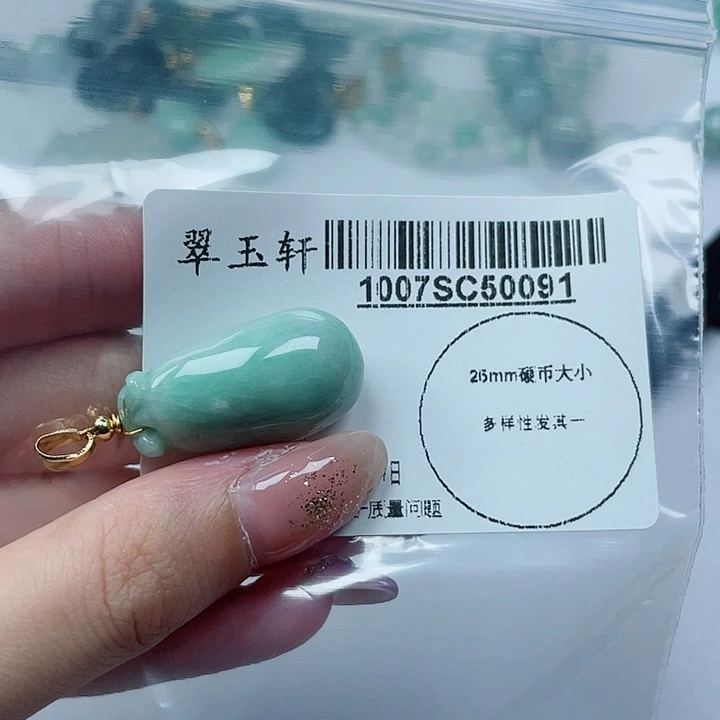 翠玉轩
1007SC50091
26mm硬币大小
多样性发其一
日
质量问题